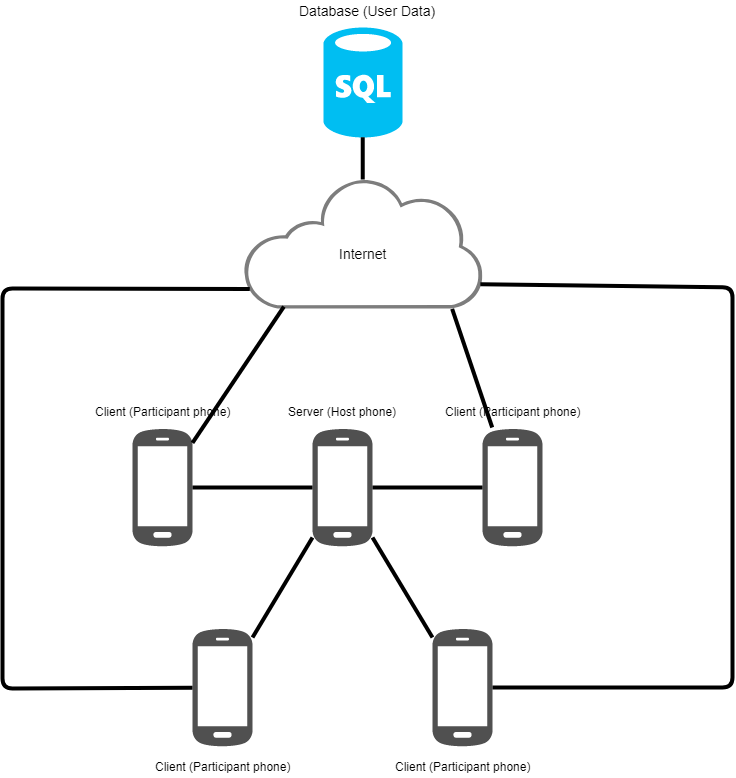 Database (User Data)
SQL
Internet
Client (Participant phone)
Server (Host phone)
Client (Participant phone)
Client (Participant phone)
Client (Participant phone)